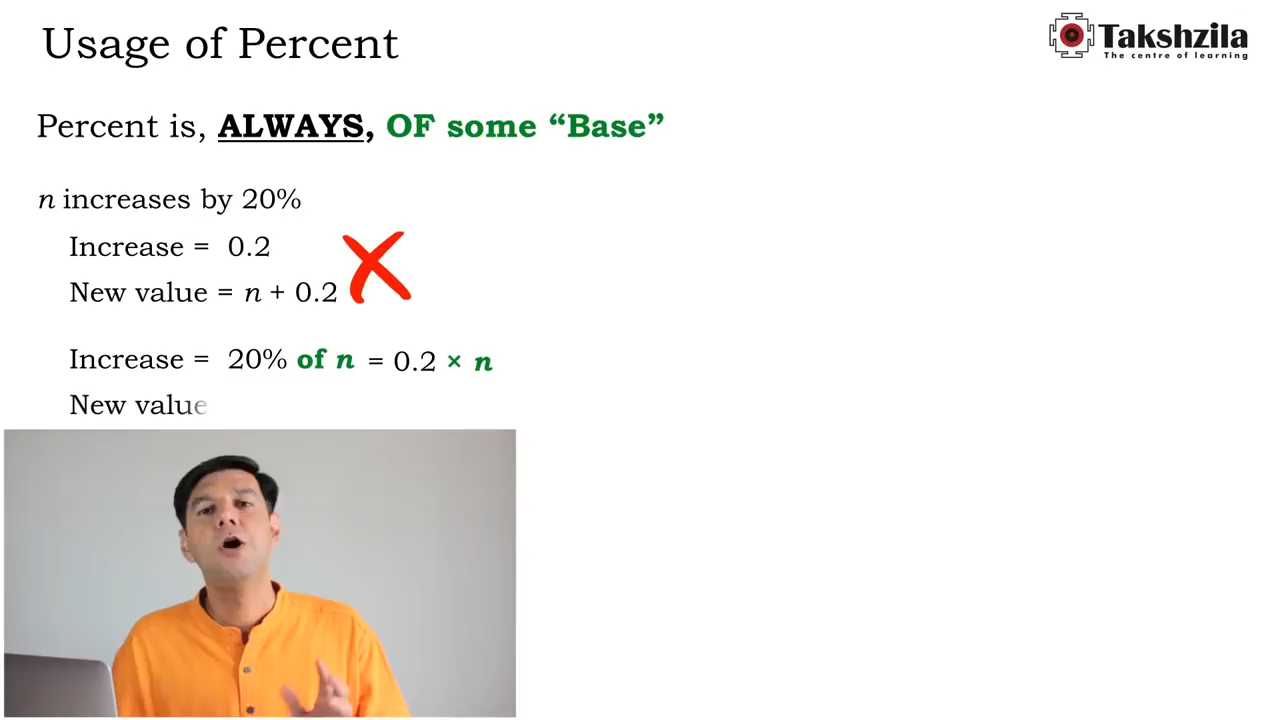 Usage of Percent
Takshzila
The centre of learning
Percent is, ALWAYS, OF some “Base”
n increases by 20%
Increase = 0.2
New value = n + 0.2
Increase = 20% of n = 0.2 × n
New value